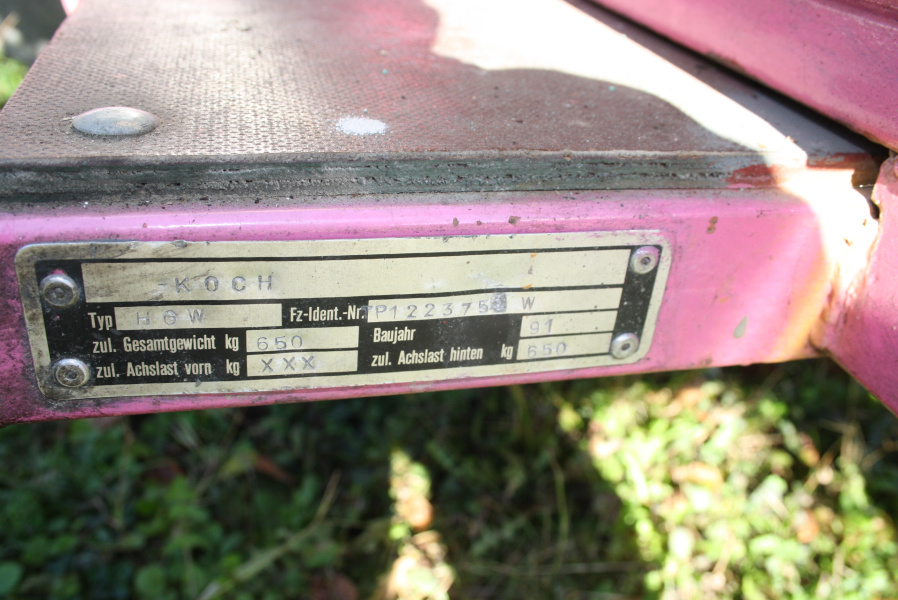 -KOCH
Typ HGW Fz-Ident.-Nr. P122375 W
zul. Gesamtgewicht kg 650 Baujahr 91
zul. Achslast vorn kg XXX zul. Achslast hinten kg 650